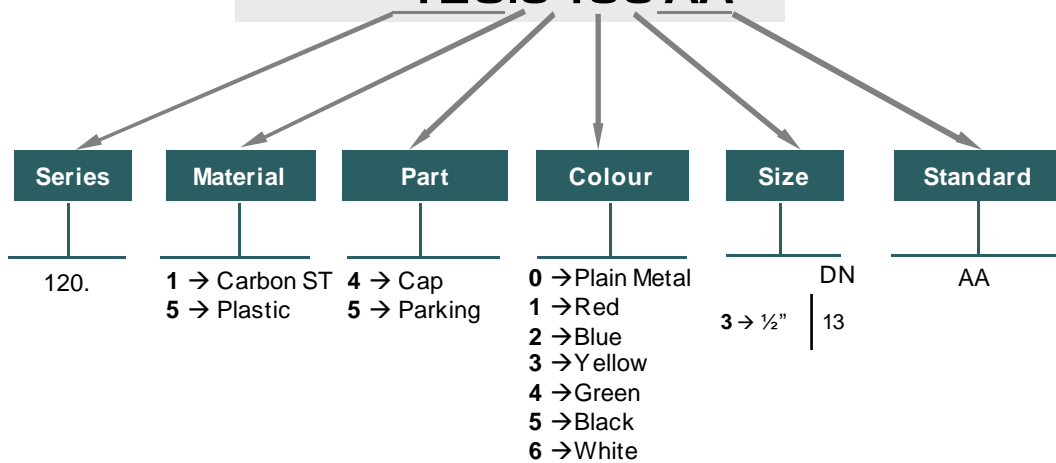 Series
Material
Part
Colour
Size
Standard
120.
1 → Carbon ST
5 → Plastic
4 → Cap
5 → Parking
0 → Plain Metal
1 → Red
2 → Blue
3 → Yellow
4 → Green
5 → Black
6 → White
DN
3 → ½” 13
AA